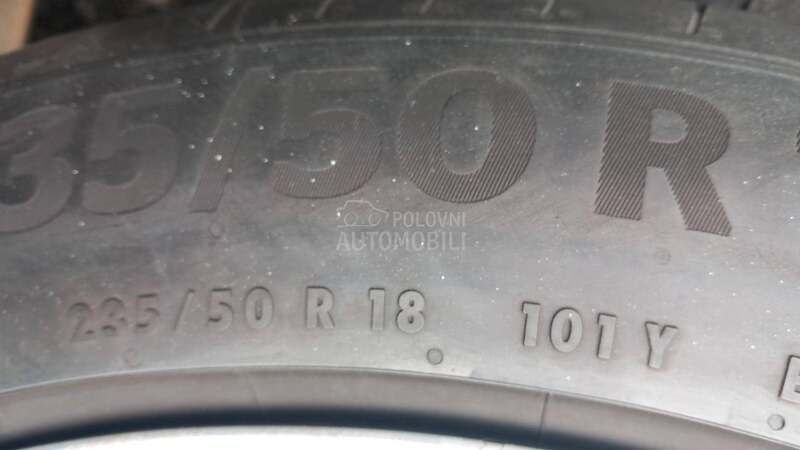 35/50 R
POLOVNI
AUTOMOBILI
235/50 R 18 101 Y